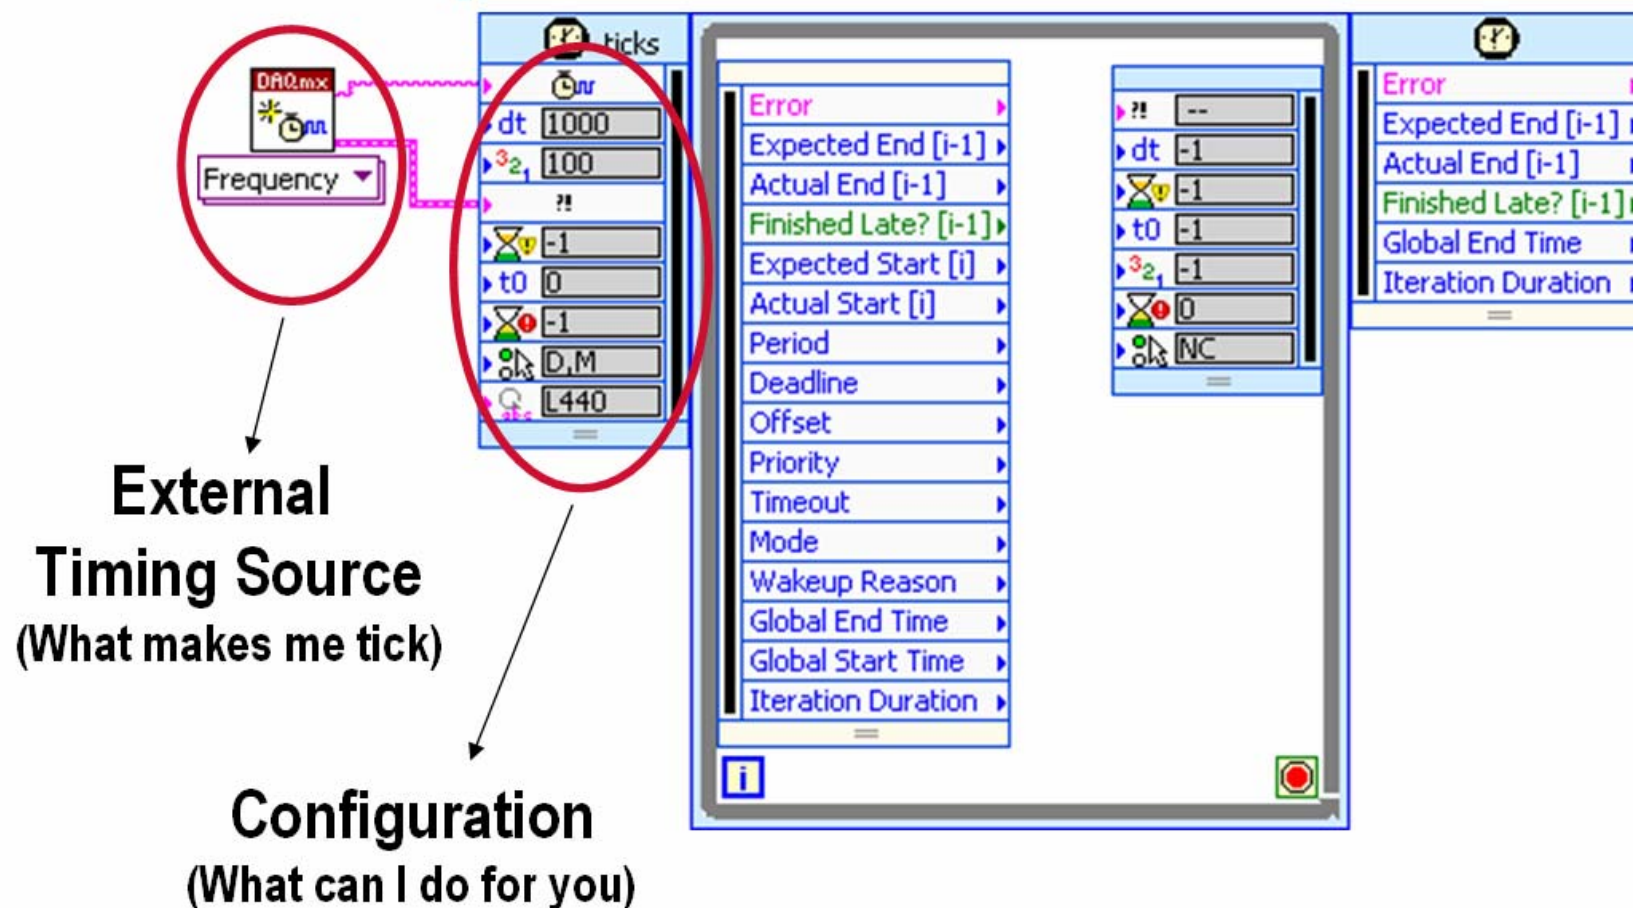 DAQmx
Frequency
ticks
dt 1000
321 100
?!
-1
t0 0
-1
D,M
abc L440
Error
Expected End [i-1]
Actual End [i-1]
Finished Late? [i-1]
Expected Start [i]
Actual Start [i]
Period
Deadline
Offset
Priority
Timeout
Mode
Wakeup Reason
Global End Time
Global Start Time
Iteration Duration
i
?! --
dt -1
-1
t0 -1
321 -1
0
NC
Error
Expected End [i-1]
Actual End [i-1]
Finished Late? [i-1]
Global End Time
Iteration Duration
External
Timing Source
(What makes me tick)
Configuration
(What can I do for you)